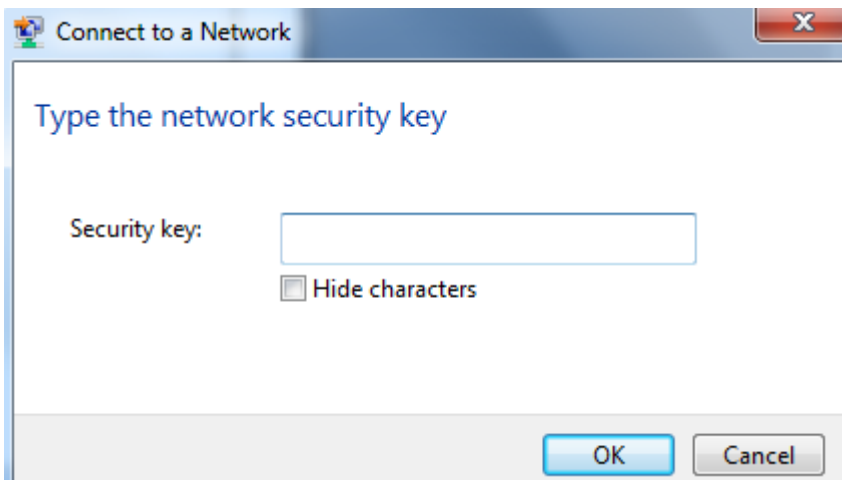 Connect to a Network
Type the network security key
Security key:
Hide characters
OK Cancel